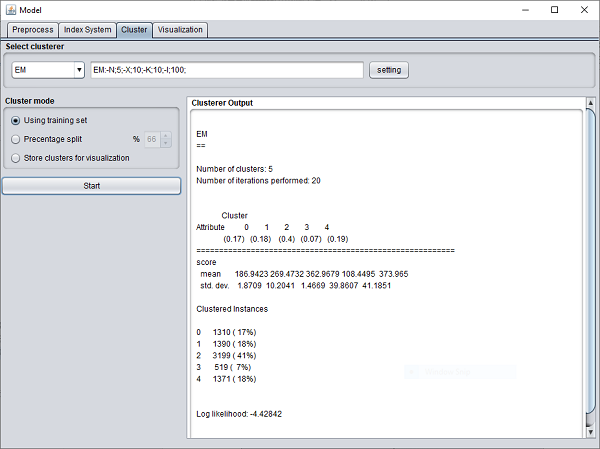 Model
Preprocess Index System Cluster Visualization
Select clusterer
EM EM:-N;5;-X;10;-K;10;-I;100; setting
Cluster mode
Using training set
Precentage split % 66
Store clusters for visualization
Start
Clusterer Output
EM
==
Number of clusters: 5
Number of iterations performed: 20
Cluster
Attribute 0 1 2 3 4
(0.17) (0.18) (0.4) (0.07) (0.19)
=========================================================
score
mean 186.9423 269.4732 362.9679 108.4495 373.965
std. dev. 1.8709 10.2041 1.4669 39.8607 41.1851
Clustered Instances
0 1310 ( 17%)
1 1390 ( 18%)
2 3199 ( 41%)
3 519 ( 7%)
4 1371 ( 18%)
Log likelihood: -4.42842